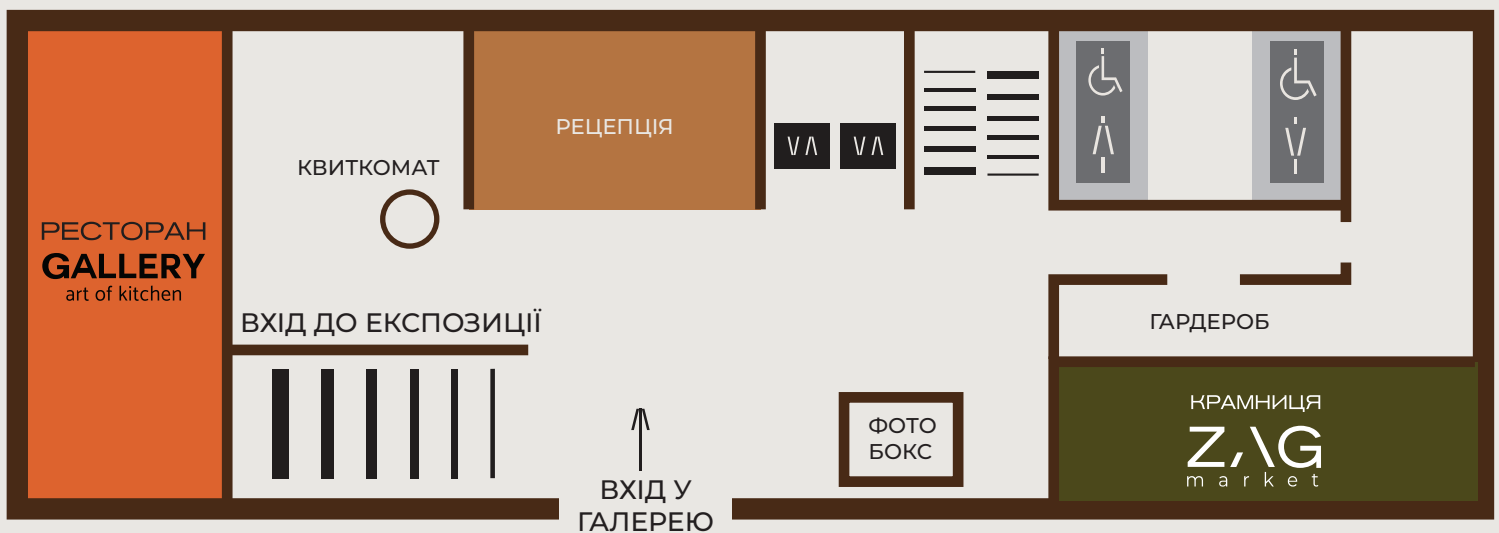 РЕЦЕПЦІЯ
КВИТКОМАТ
РЕСТОРАН
GALLERY
art of kitchen
ВХІД ДО ЕКСПОЗИЦІЇ
ГАРДЕРОБ
ФОТО
БОКС
КРАМНИЦЯ
ZAG
market
ВХІД У
ГАЛЕРЕЮ